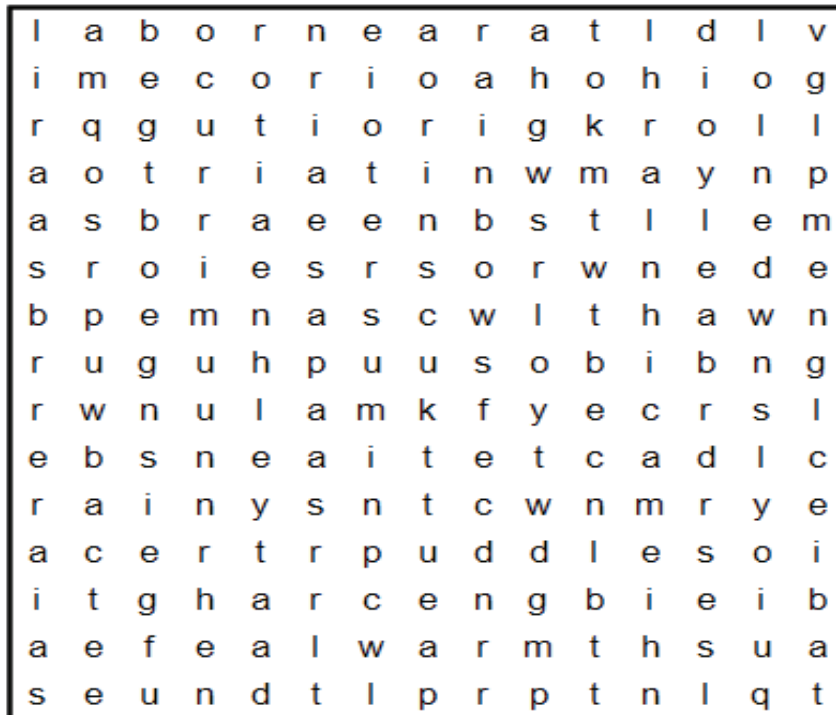 l a b o r n e a r a t l d l v
i m e c o r i o a h o h i o g
r q g u t i o r i g k r o l l
a o t r i a t i n w m a y n p
a s b r a e e n b s t l l e m
s r o i e s r s o r w n e d e
b p e m n a s c w l t h a w n
r u g u h p u u s o b i b n g
r w n u l a m k f y e c r s l
e b s n e a i t e t c a d l c
r a i n y s n t c w n m r y e
a c e r t r p u d d l e s o i
i t g h a r c e n g b i e i b
a e f e a l w a r m t h s u a
s e u n d t l p r p t n l q t